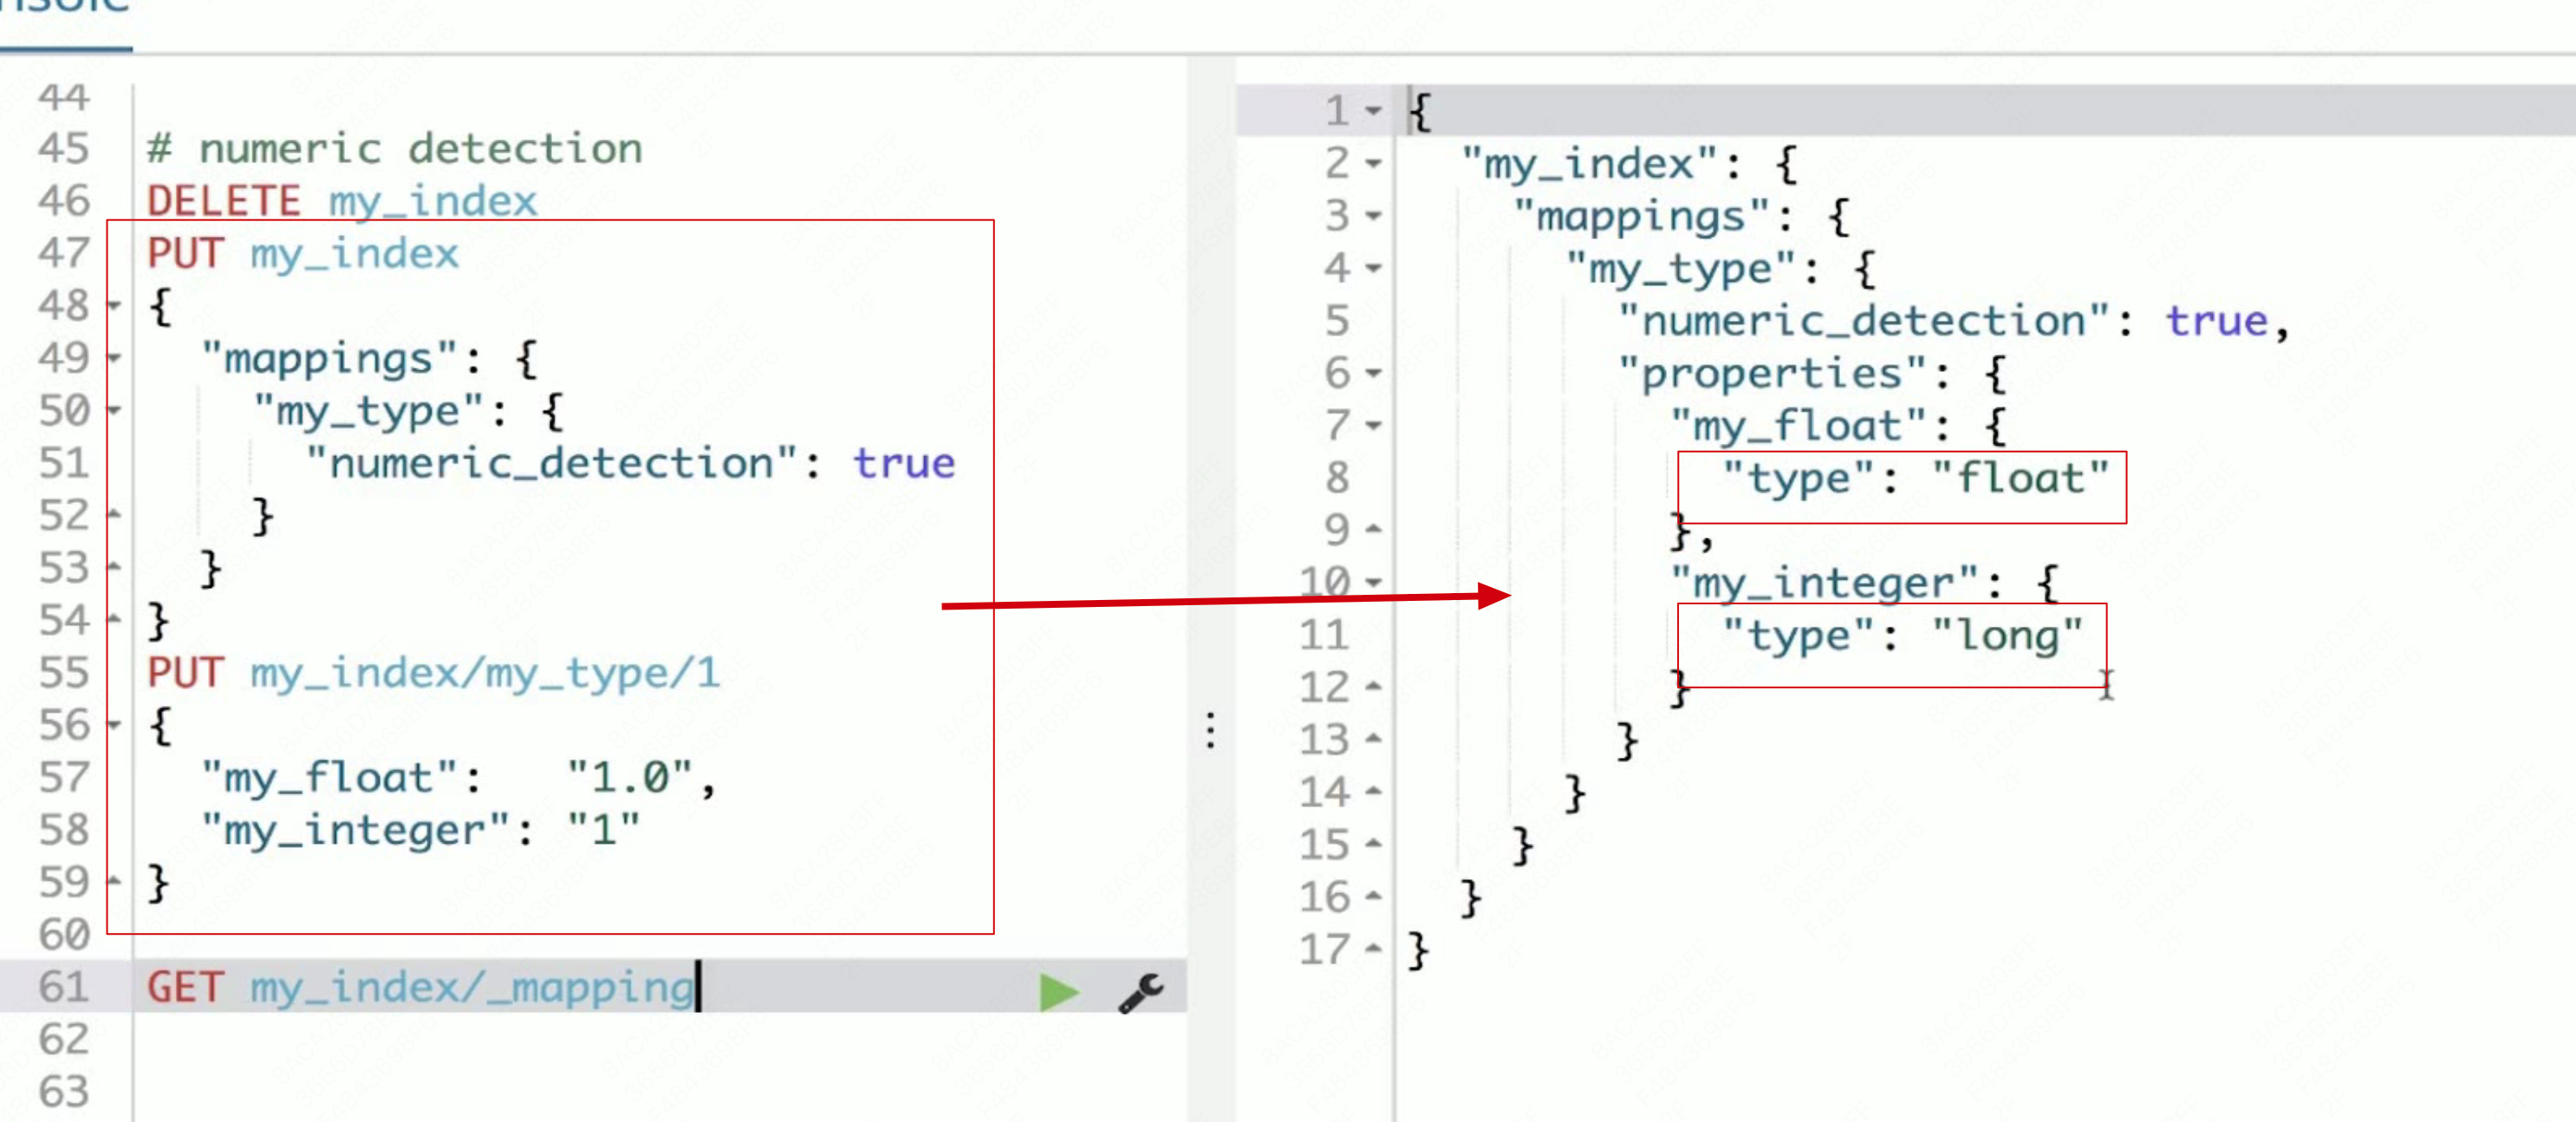 44
45 # numeric detection
46 DELETE my_index
47 PUT my_index
48 {
49 "mappings": {
50 "my_type": {
51 "numeric_detection": true
52 }
53 }
54 }
55 PUT my_index/my_type/1
56 {
57 "my_float": "1.0",
58 "my_integer": "1"
59 }
60
61 GET my_index/_mapping
62
63
1 {
2 "my_index": {
3 "mappings": {
4 "my_type": {
5 "numeric_detection": true,
6 "properties": {
7 "my_float": {
8 "type": "float"
9 },
10 "my_integer": {
11 "type": "long"
12 }
13 }
14 }
15 }
16 }
17 }